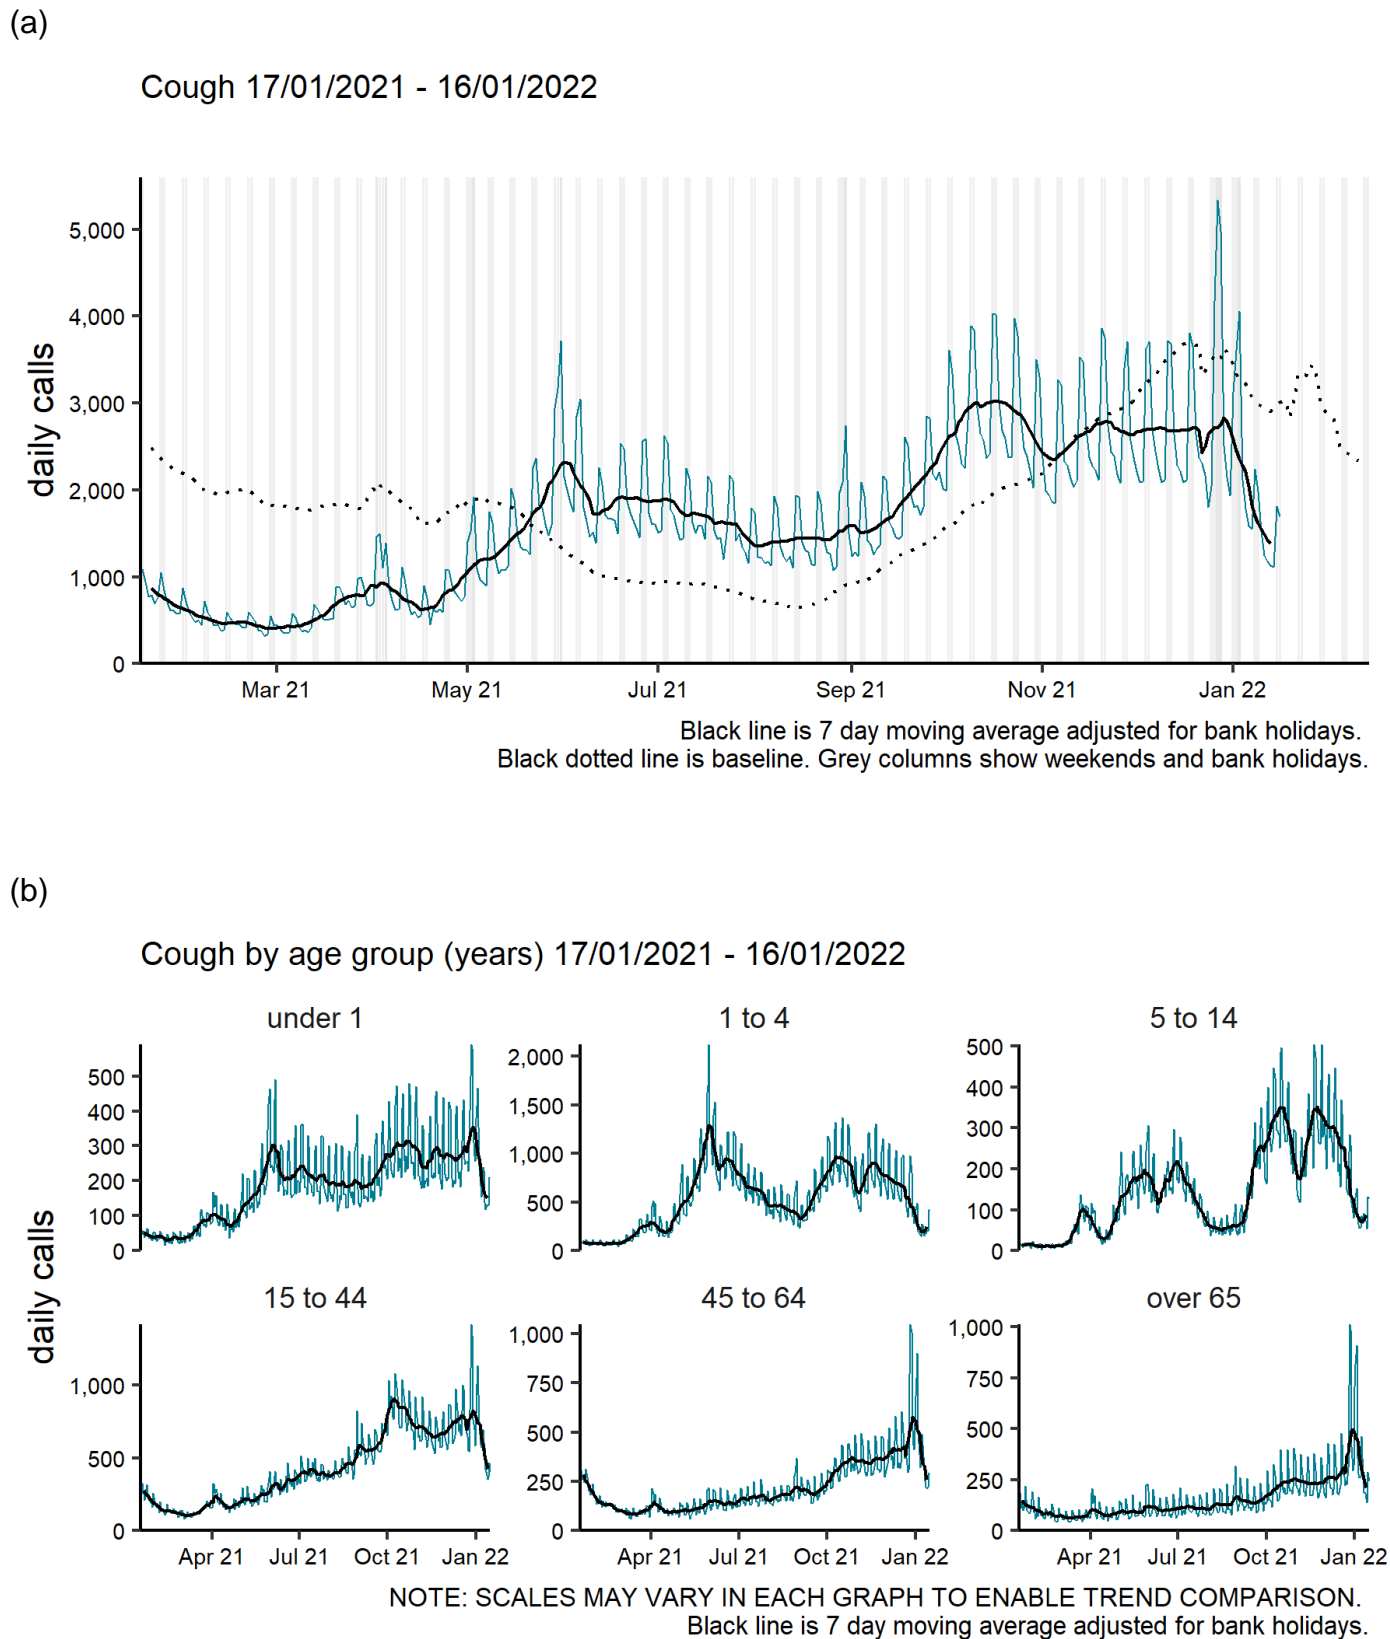 (a)
Cough 17/01/2021 - 16/01/2022
daily calls
5,000
4,000
3,000
2,000
1,000
0
Mar 21 May 21 Jul 21 Sep 21 Nov 21 Jan 22
Black line is 7 day moving average adjusted for bank holidays.
Black dotted line is baseline. Grey columns show weekends and bank holidays.
(b)
Cough by age group (years) 17/01/2021 - 16/01/2022
daily calls
under 1
500
400
300
200
100
0
1 to 4
2,000
1,500
1,000
500
0
5 to 14
500
400
300
200
100
0
15 to 44
1,000
500
0
45 to 64
1,000
750
500
250
0
over 65
1,000
750
500
250
0
Apr 21 Jul 21 Oct 21 Jan 22 Apr 21 Jul 21 Oct 21 Jan 22 Apr 21 Jul 21 Oct 21 Jan 22
NOTE: SCALES MAY VARY IN EACH GRAPH TO ENABLE TREND COMPARISON.
Black line is 7 day moving average adjusted for bank holidays.